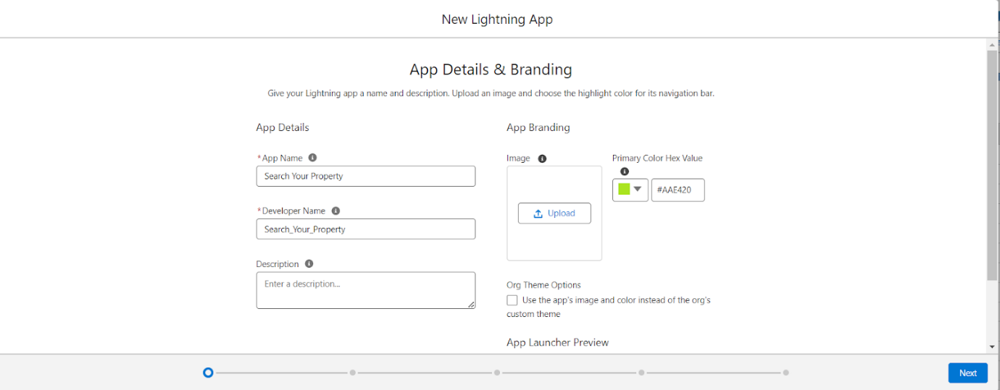 New Lightning App
App Details & Branding
Give your Lightning app a name and description. Upload an image and choose the highlight color for its navigation bar.
App Details
*App Name
Search Your Property
*Developer Name
Search_Your_Property
Description
Enter a description...
App Branding
Image
Upload
Primary Color Hex Value
#AAE420
Org Theme Options
Use the app's image and color instead of the org's
custom theme
App Launcher Preview
Next